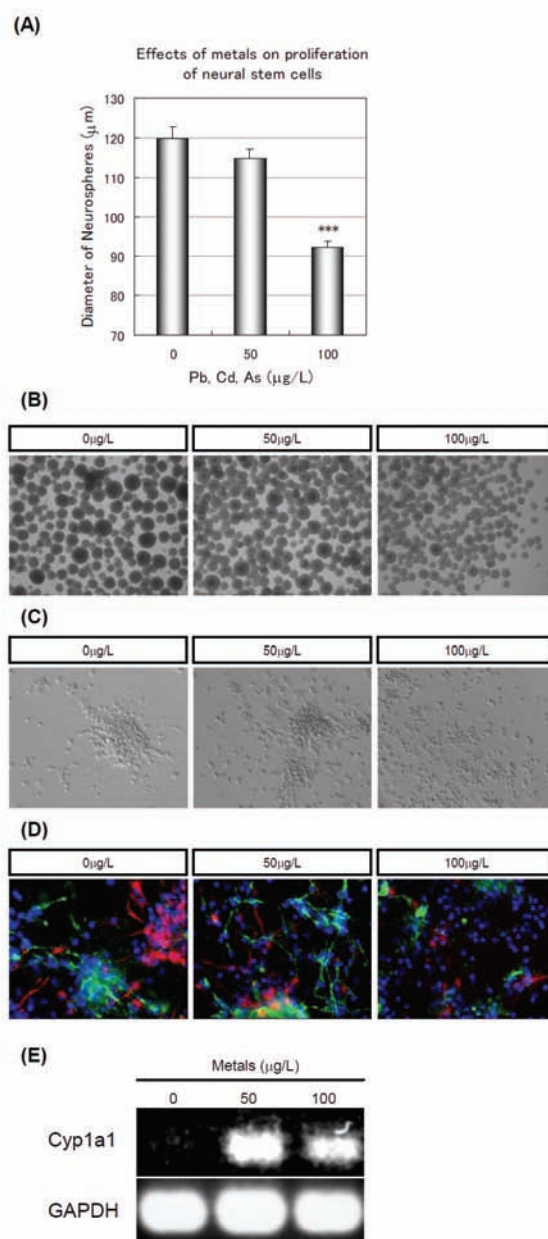 (A)
Effects of metals on proliferation
of neural stem cells
Diameter of Neurospheres (μm)
130
120
110
100
90
80
70
***
0 50 100
Pb, Cd, As (μg/L)
(B)
0μg/L 50μg/L 100μg/L
(C)
0μg/L 50μg/L 100μg/L
(D)
0μg/L 50μg/L 100μg/L
(E)
Metals (μg/L)
0 50 100
Cyp1a1
GAPDH